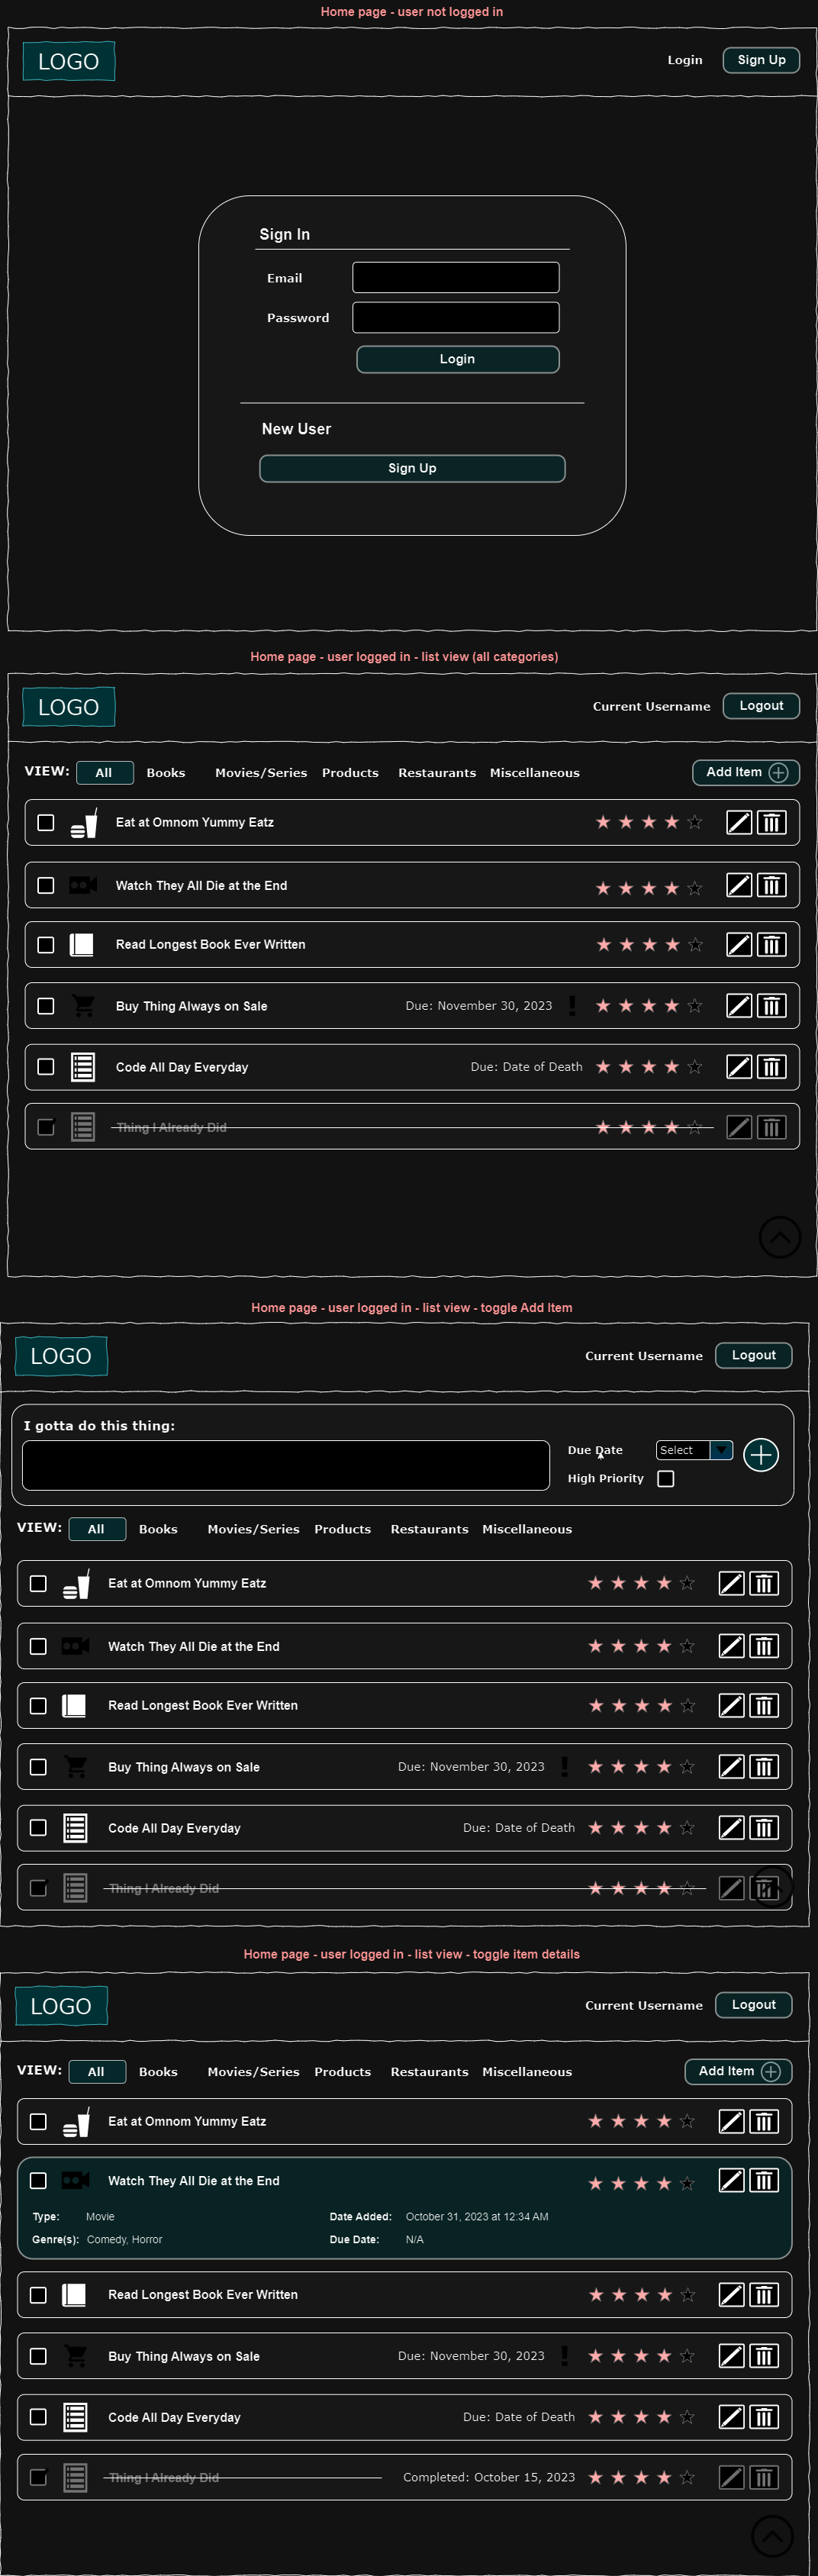 Home page - user not logged in
LOGO
Login
Sign Up
Sign In
Email
Password
Login
New User
Sign Up
Home page - user logged in - list view (all categories)
LOGO
Current Username
Logout
VIEW: All Books Movies/Series Products Restaurants Miscellaneous
Add Item
Eat at Omnom Yummy Eatz
Watch They All Die at the End
Read Longest Book Ever Written
Buy Thing Always on Sale Due: November 30, 2023
Code All Day Everyday Due: Date of Death
Thing I Already Did
Home page - user logged in - list view - toggle Add Item
LOGO
Current Username
Logout
I gotta do this thing:
Due Date Select
High Priority
VIEW: All Books Movies/Series Products Restaurants Miscellaneous
Eat at Omnom Yummy Eatz
Watch They All Die at the End
Read Longest Book Ever Written
Buy Thing Always on Sale Due: November 30, 2023
Code All Day Everyday Due: Date of Death
Thing I Already Did
Home page - user logged in - list view - toggle item details
LOGO
Current Username
Logout
VIEW: All Books Movies/Series Products Restaurants Miscellaneous
Add Item
Eat at Omnom Yummy Eatz
Watch They All Die at the End
Type: Movie Date Added: October 31, 2023 at 12:34 AM
Genre(s): Comedy, Horror Due Date: N/A
Read Longest Book Ever Written
Buy Thing Always on Sale Due: November 30, 2023
Code All Day Everyday Due: Date of Death
Thing I Already Did Completed: October 15, 2023